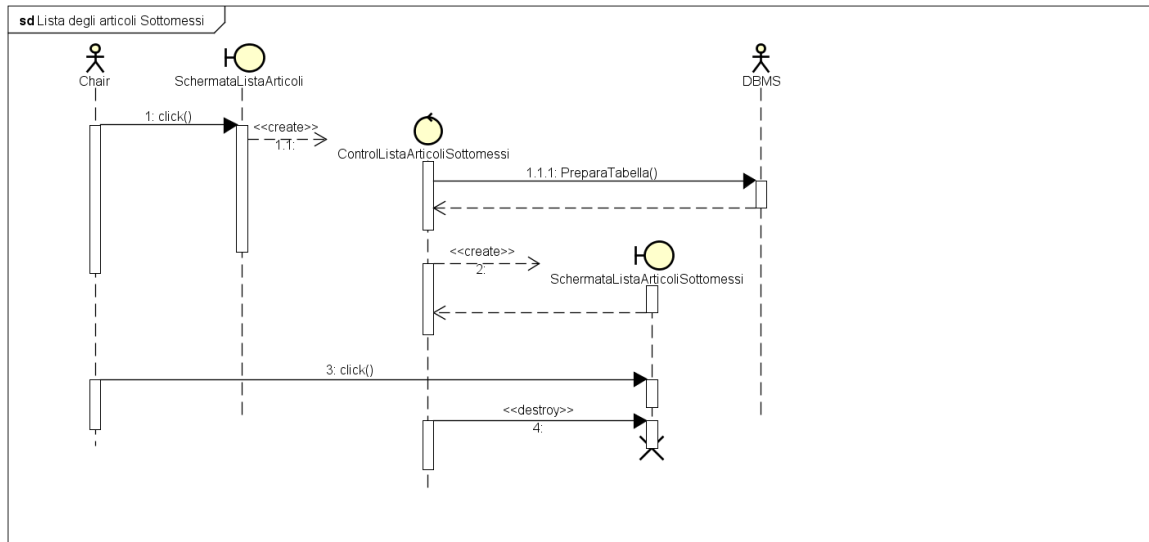 sd Lista degli articoli Sottomessi
Chair
SchermataListaArticoli
DBMS
1: click()
<<create>>
1.1:
ControlListaArticoliSottomessi
1.1.1: PreparaTabella()
<<create>>
2:
SchermataListaArticoliSottomessi
3: click()
<<destroy>>
4: